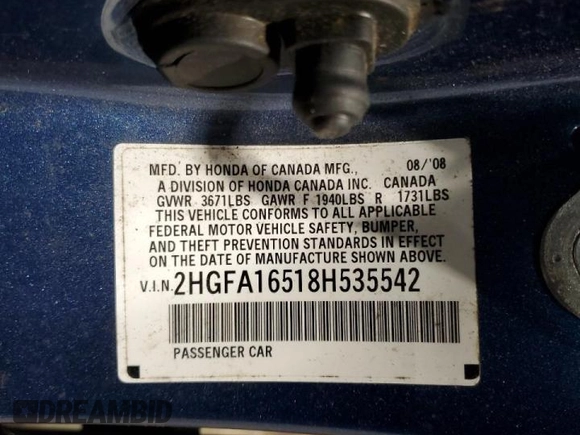 MFD. BY HONDA OF CANADA MFG., 08/'08
A DIVISION OF HONDA CANADA INC. CANADA
GVWR 3671LBS GAWR F 1940LBS R 1731LBS
THIS VEHICLE CONFORMS TO ALL APPLICABLE
FEDERAL MOTOR VEHICLE SAFETY, BUMPER,
AND THEFT PREVENTION STANDARDS IN EFFECT
ON THE DATE OF MANUFACTURE SHOWN ABOVE.
V.I.N. 2HGFA16518H535542
PASSENGER CAR
DREAMBID